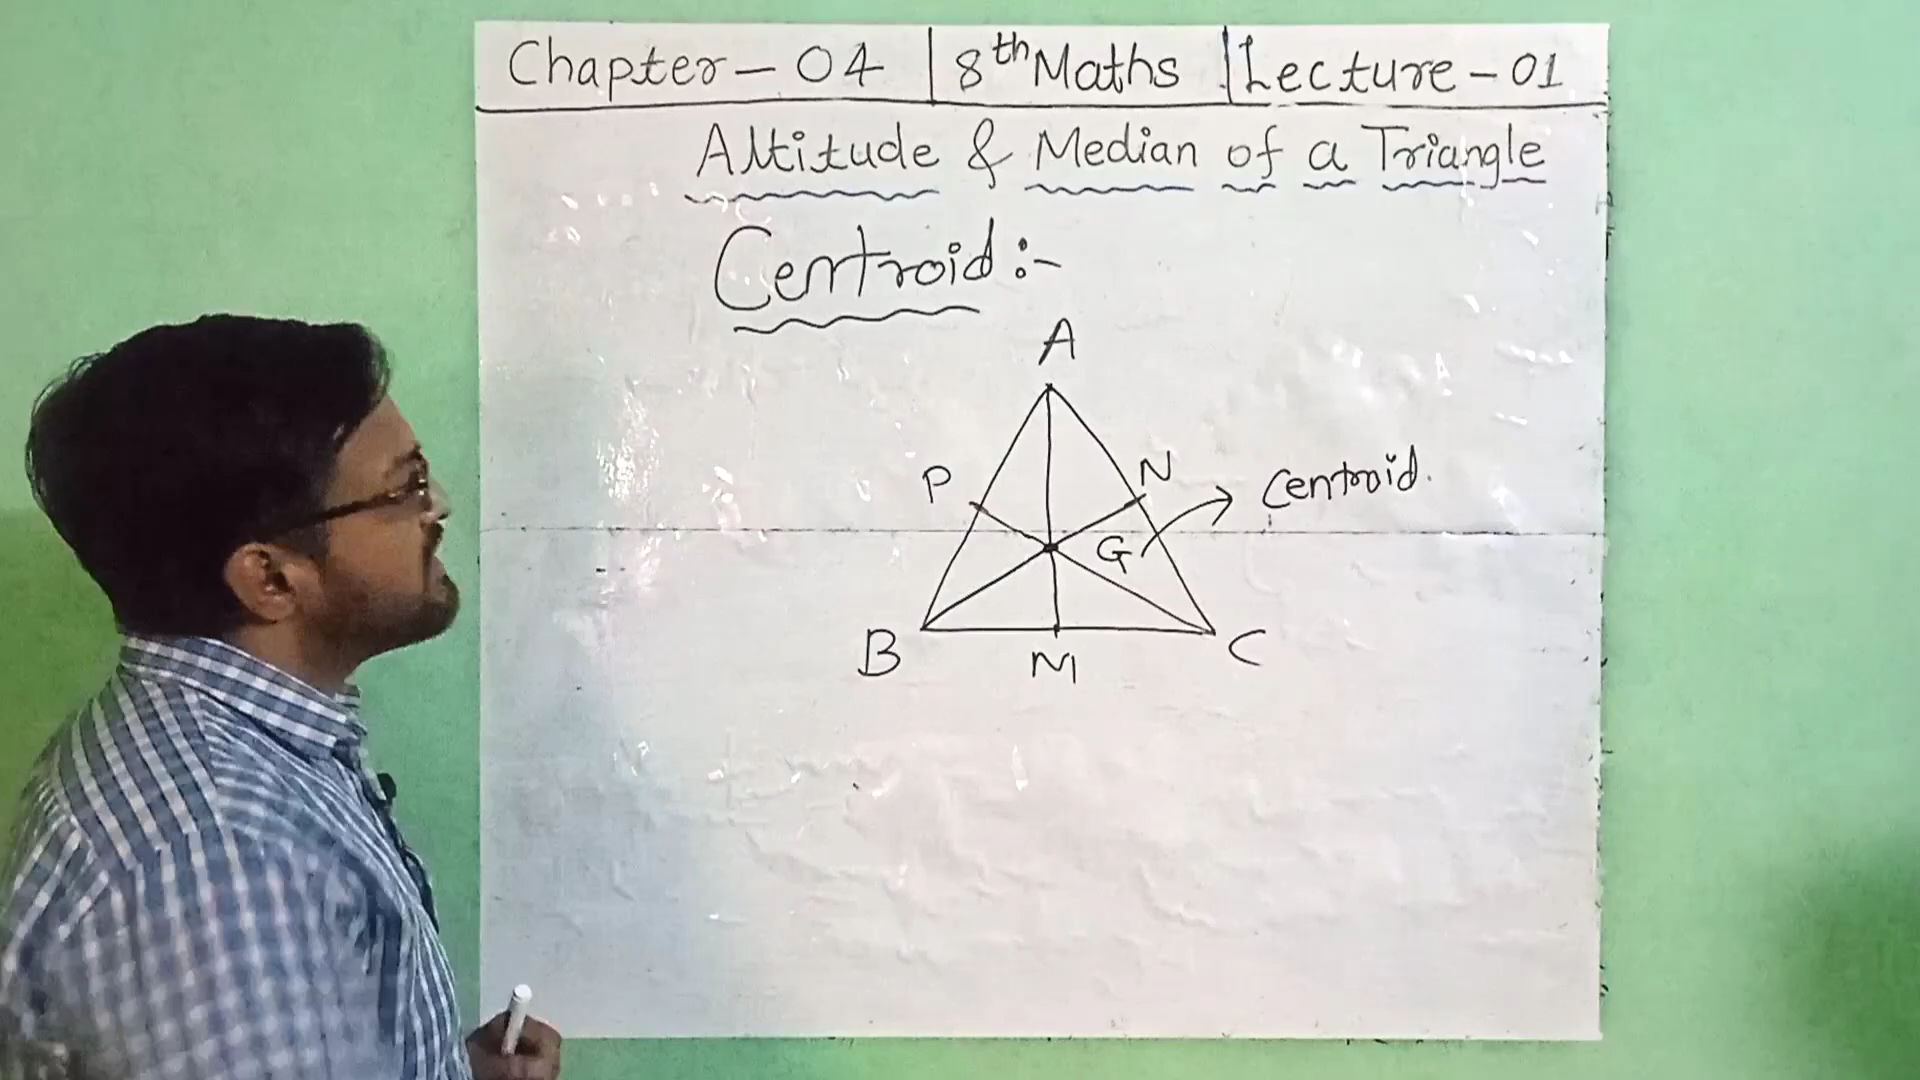 Chapter - 04 | 8th Maths | Lecture - 01
Altitude & Median of a Triangle
Centroid :-
A
P
N
Centroid.
G
B
M
C